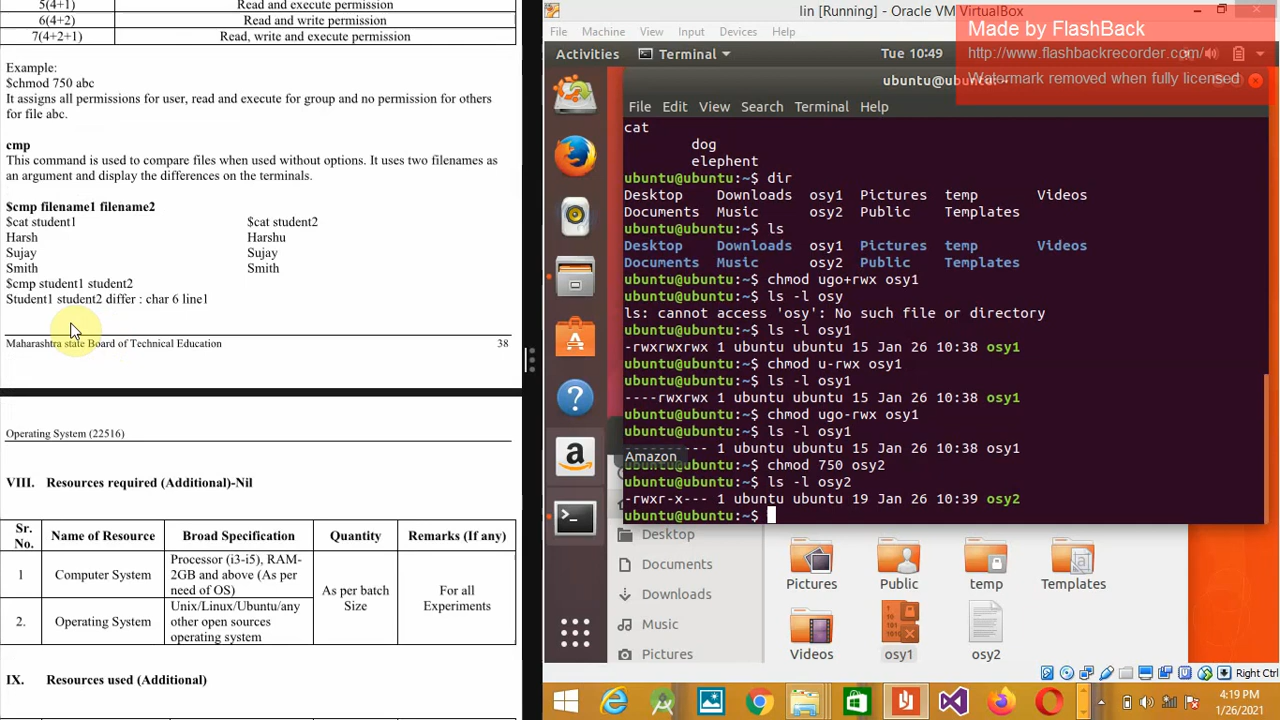 5(4+1) Read and execute permission
6(4+2) Read and write permission
7(4+2+1) Read, write and execute permission
Example:
$chmod 750 abc
It assigns all permissions for user, read and execute for group and no permission for others
for file abc.
cmp
This command is used to compare files when used without options. It uses two filenames as
an argument and display the differences on the terminals.
$cmp filename1 filename2
$cat student1 $cat student2
Harsh Harshu
Sujay Sujay
Smith Smith
$cmp student1 student2
Student1 student2 differ : char 6 line1
Maharashtra state Board of Technical Education 38
Operating System (22516)
VIII. Resources required (Additional)-Nil
Sr. No. Name of Resource Broad Specification Quantity Remarks (If any)
1 Computer System Processor (i3-i5), RAM-
2GB and above (As per
need of OS)
As per batch
Size
For all
Experiments
2. Operating System Unix/Linux/Ubuntu/any
other open sources
operating system
IX. Resources used (Additional)
lin [Running] - Oracle VM VirtualBox
File Machine View Input Devices Help
Made by FlashBack
http://www.flashbackrecorder.com/
Watermark removed when fully licensed
Activities Terminal Tue 10:49
ubuntu@ubuntu:
File Edit View Search Terminal Help
cat
dog
elephent
ubuntu@ubuntu:~$ dir
Desktop Downloads osy1 Pictures temp Videos
Documents Music osy2 Public Templates
ubuntu@ubuntu:~$ ls
Desktop Downloads osy1 Pictures temp Videos
Documents Music osy2 Public Templates
ubuntu@ubuntu:~$ chmod ugo+rwx osy1
ubuntu@ubuntu:~$ ls -l osy
ls: cannot access 'osy': No such file or directory
ubuntu@ubuntu:~$ ls -l osy1
-rwxrwxrwx 1 ubuntu ubuntu 15 Jan 26 10:38 osy1
ubuntu@ubuntu:~$ chmod u-rwx osy1
ubuntu@ubuntu:~$ ls -l osy1
----rwxrwx 1 ubuntu ubuntu 15 Jan 26 10:38 osy1
ubuntu@ubuntu:~$ chmod ugo-rwx osy1
ubuntu@ubuntu:~$ ls -l osy1
---------- 1 ubuntu ubuntu 15 Jan 26 10:38 osy1
Amazon
ubuntu@ubuntu:~$ chmod 750 osy2
ubuntu@ubuntu:~$ ls -l osy2
-rwxr-x--- 1 ubuntu ubuntu 19 Jan 26 10:39 osy2
ubuntu@ubuntu:~$
Desktop
Documents
Downloads
Music
Pictures
Pictures Public temp Templates
Videos osy1 osy2
Right Ctrl
4:19 PM
1/26/2021